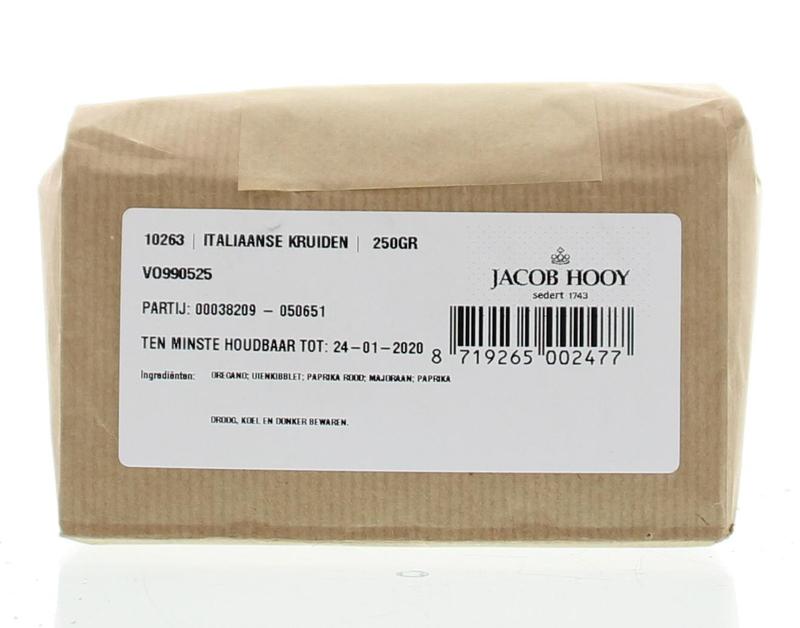 10263 | ITALIAANSE KRUIDEN | 250GR
VO990525
JACOB HOOY
sedert 1743
PARTIJ: 00038209 - 050651
TEN MINSTE HOUDBAAR TOT: 24-01-2020
8 719265 002477
Ingrediënten: OREGANO; UIENKIBBLET; PAPRIKA ROOD; MAJORAAN; PAPRIKA
DROOG, KOEL EN DONKER BEWAREN.